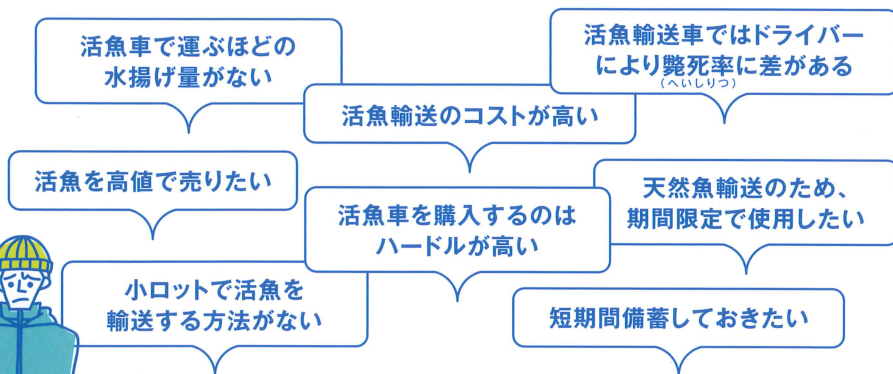 活魚車で運ぶほどの
水揚げ量がない
活魚輸送車ではドライバー
により斃死率に差がある
(へいしりつ)
活魚輸送のコストが高い
活魚を高値で売りたい
活魚車を購入するのは
ハードルが高い
天然魚輸送のため、
期間限定で使用したい
小ロットで活魚を
輸送する方法がない
短期間備蓄しておきたい